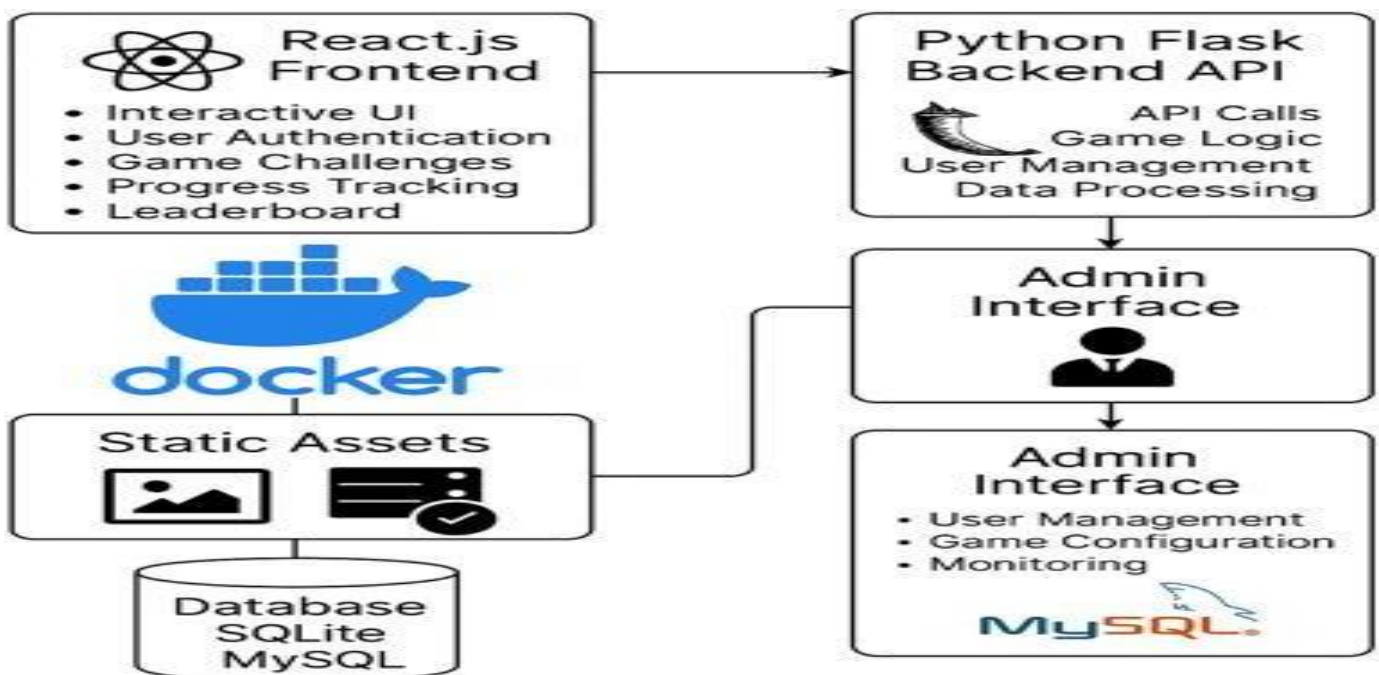 React.js
Frontend
• Interactive UI
• User Authentication
• Game Challenges
• Progress Tracking
• Leaderboard
Python Flask
Backend API
API Calls
Game Logic
User Management
Data Processing
docker
Admin
Interface
Static Assets
Admin
Interface
• User Management
• Game Configuration
• Monitoring
MySQL®
Database
SQLite
MySQL